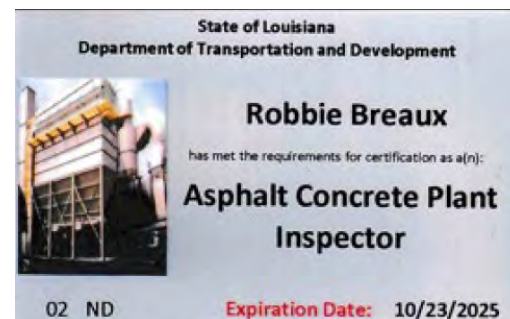 State of Louisiana
Department of Transportation and Development
Robbie Breaux
has met the requirements for certification as a(n):
Asphalt Concrete Plant
Inspector
02 ND
Expiration Date: 10/23/2025